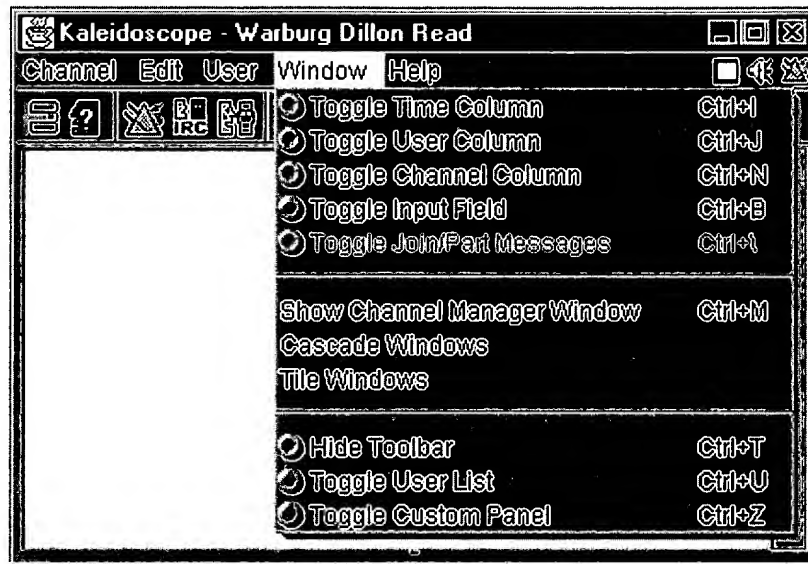 Kaleidoscope - Warburg Dillon Read
Channel Edit User Window Help
IRC
Toggle Time Column Ctrl+I
Toggle User Column Ctrl+J
Toggle Channel Column Ctrl+N
Toggle Input Field Ctrl+B
Toggle Join/Part Messages Ctrl+\
Show Channel Manager Window Ctrl+M
Cascade Windows
Tile Windows
Hide Toolbar Ctrl+T
Toggle User List Ctrl+U
Toggle Custom Panel Ctrl+Z